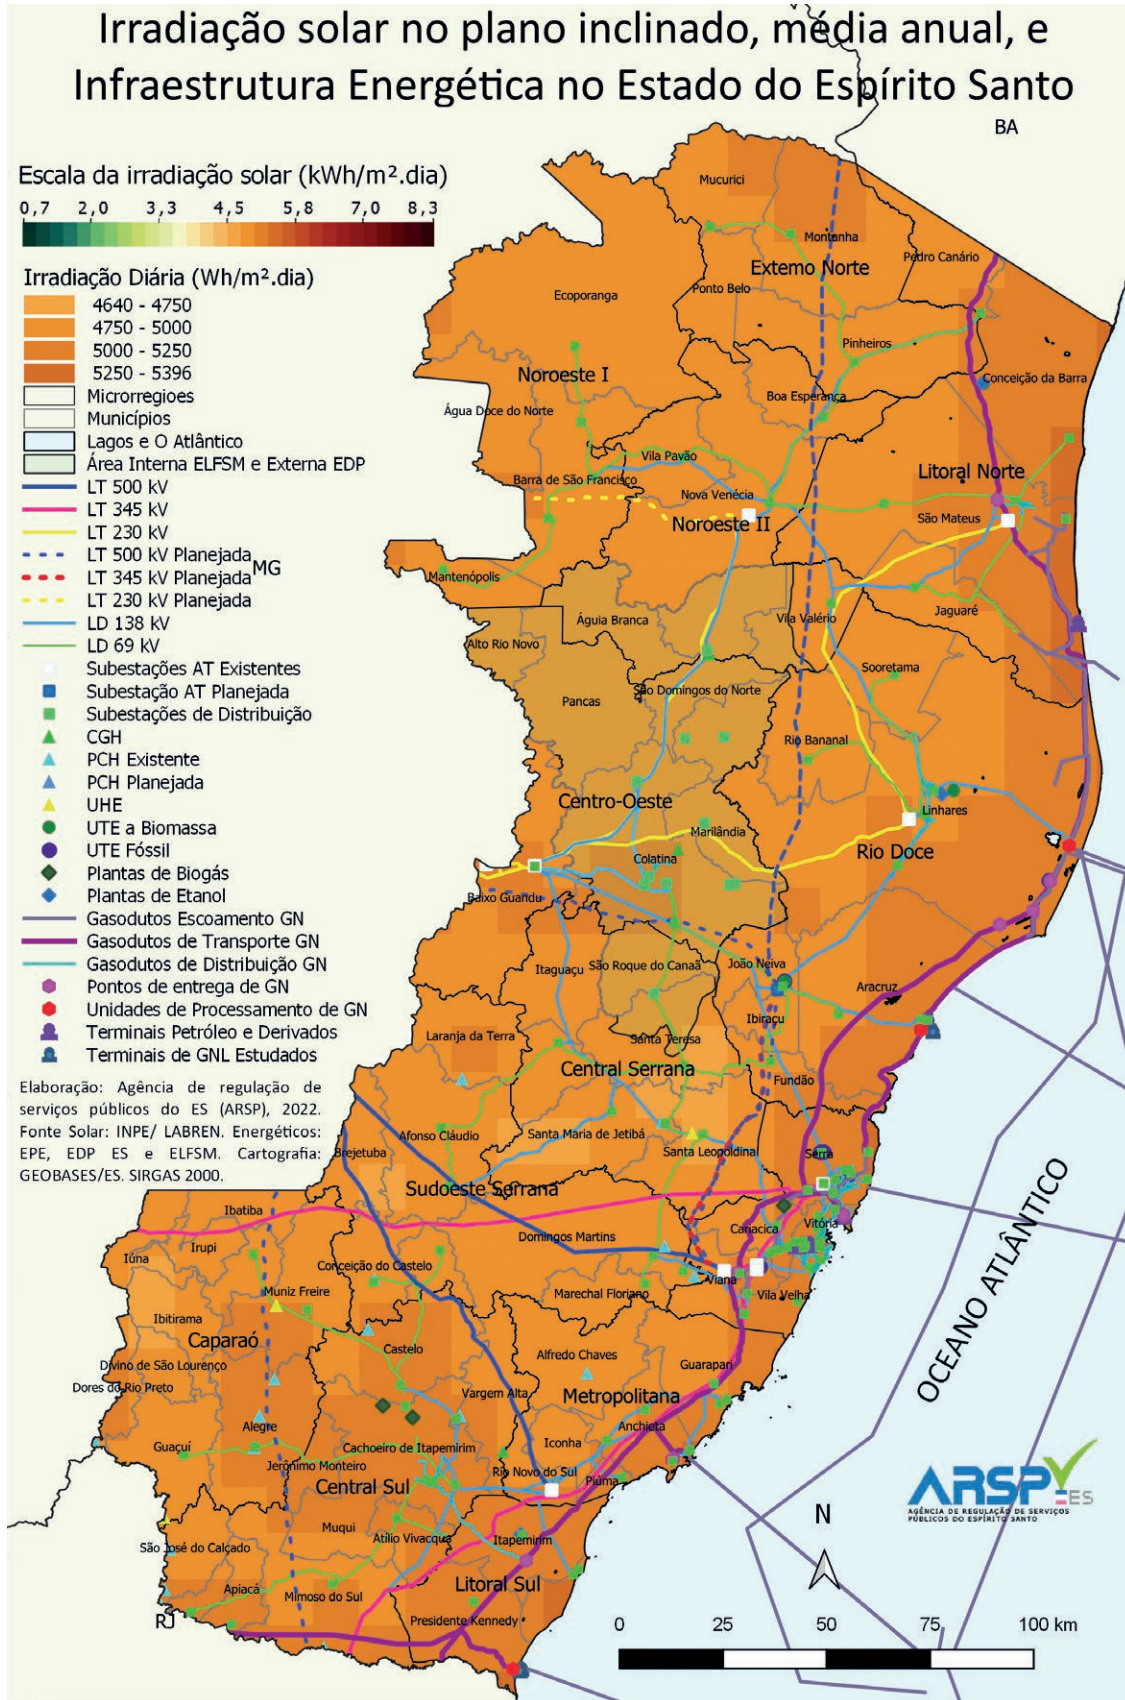 Irradiação solar no plano inclinado, média anual, e
Infraestrutura Energética no Estado do Espírito Santo
BA
Escala da irradiação solar (kWh/m².dia)
0,7 2,0 3,3 4,5 5,8 7,0 8,3
Irradiação Diária (Wh/m².dia)
4640 - 4750
4750 - 5000
5000 - 5250
5250 - 5396
Microrregioes
Municípios
Lagos e O Atlântico
Área Interna ELFSM e Externa EDP
LT 500 kV
LT 345 kV
LT 230 kV
LT 500 kV Planejada
LT 345 kV Planejada
LT 230 kV Planejada
LD 138 kV
LD 69 kV
Subestações AT Existentes
Subestação AT Planejada
Subestações de Distribuição
CGH
PCH Existente
PCH Planejada
UHE
UTE a Biomassa
UTE Fóssil
Plantas de Biogás
Plantas de Etanol
Gasodutos Escoamento GN
Gasodutos de Transporte GN
Gasodutos de Distribuição GN
Pontos de entrega de GN
Unidades de Processamento de GN
Terminais Petróleo e Derivados
Terminais de GNL Estudados
Elaboração: Agência de regulação de
serviços públicos do ES (ARSP), 2022.
Fonte Solar: INPE/ LABREN. Energéticos:
EPE, EDP ES e ELFSM. Cartografia:
GEOBASES/ES. SIRGAS 2000.
MG
Mucurici
Montanha
Extemo Norte
Pedro Canário
Ponto Belo
Ecoporanga
Pinheiros
Noroeste I
Conceição da Barra
Boa Esperança
Água Doce do Norte
Vila Pavão
Litoral Norte
Barra de São Francisco
Nova Venécia
Noroeste II
São Mateus
Mantenópolis
Jaguaré
Águia Branca
Vila Valério
Alto Rio Novo
Sooretama
São Domingos do Norte
Pancas
Rio Bananal
Centro-Oeste
Linhares
Marilândia
Rio Doce
Colatina
Baixo Guandu
Itaguaçu
São Roque do Canaã
João Neiva
Aracruz
Ibiraçu
Laranja da Terra
Santa Teresa
Central Serrana
Fundão
Afonso Cláudio
Santa Maria de Jetibá
Brejetuba
Santa Leopoldinal
Serra
Sudoeste Serrana
Ibatiba
Cariacica
Vitória
Irupi
Domingos Martins
Iúna
Conceição do Castelo
Viana
Muniz Freire
Marechal Floriano
Vila Velha
Ibitirama
Caparaó
Castelo
Alfredo Chaves
Divino de São Lourenço
Guarapari
Dores do Rio Preto
Vargem Alta
Metropolitana
Alegre
Anchieta
Guaçuí
Cachoeiro de Itapemirim
Iconha
Jerônimo Monteiro
Rio Novo do Sul
Central Sul
Piúma
Muqui
Atílio Vivacqua
Itapemirim
São José do Calçado
Litoral Sul
Apiacá
Mimoso do Sul
Presidente Kennedy
RJ
OCEANO ATLÂNTICO
ARSP
ES
AGÊNCIA DE REGULAÇÃO DE SERVIÇOS
PÚBLICOS DO ESPÍRITO SANTO
N
0 25 50 75 100 km